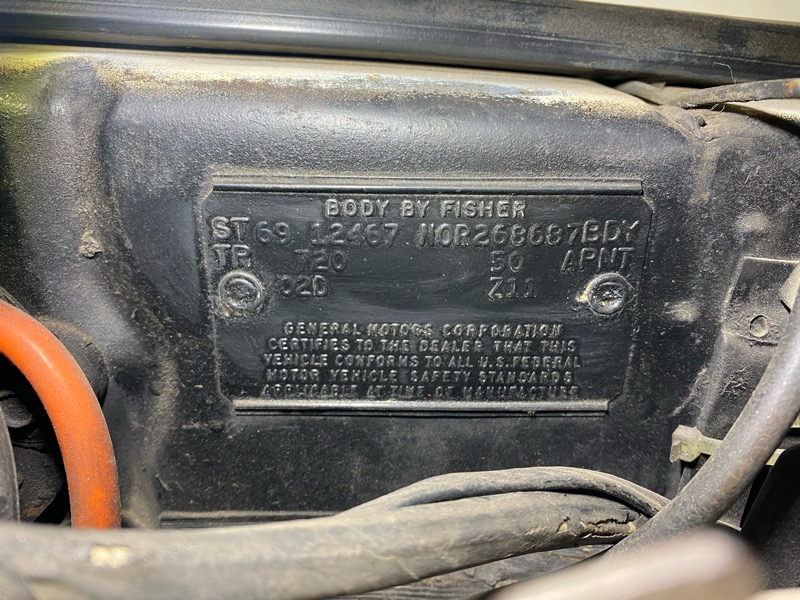 BODY BY FISHER
ST 69 12467 NOR268687 BDY
TR 720 50 A PNT
02D Z11
GENERAL MOTORS CORPORATION
CERTIFIES TO THE DEALER THAT THIS
VEHICLE CONFORMS TO ALL U.S. FEDERAL
MOTOR VEHICLE SAFETY STANDARDS
APPLICABLE AT TIME OF MANUFACTURE